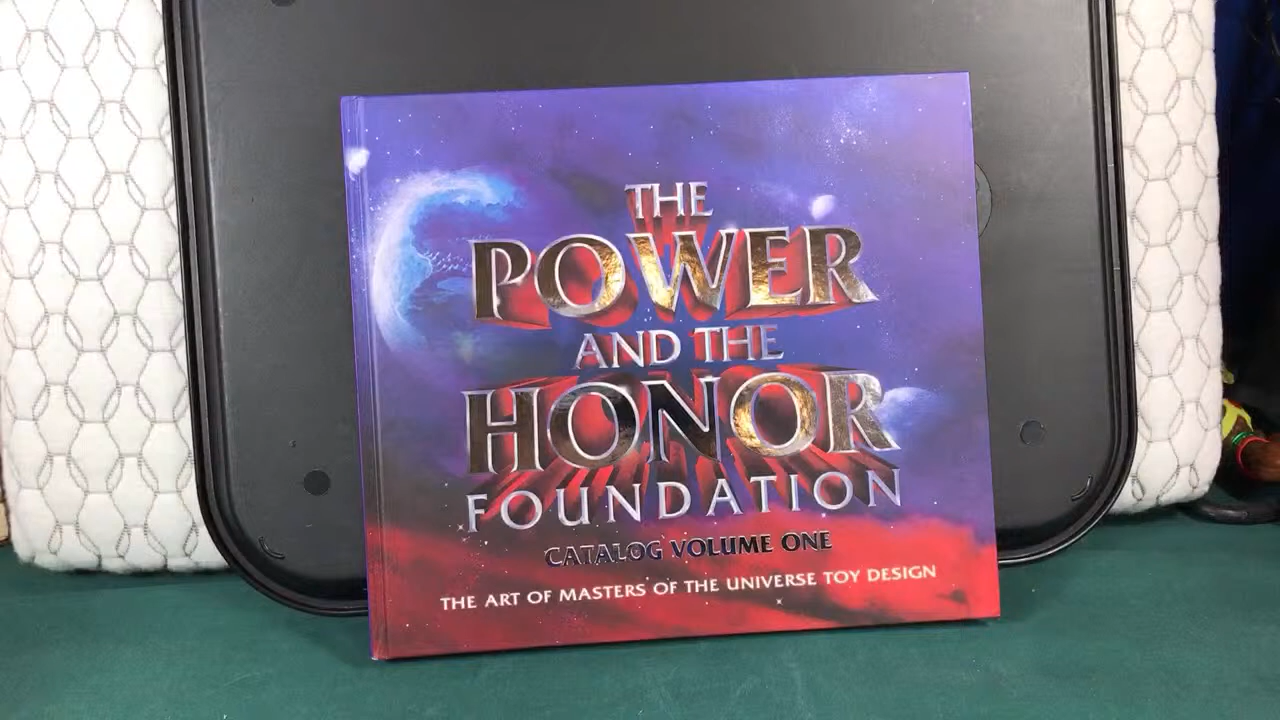 THE
POWER
AND THE
HONOR
FOUNDATION
CATALOG VOLUME ONE
THE ART OF MASTERS OF THE UNIVERSE TOY DESIGN